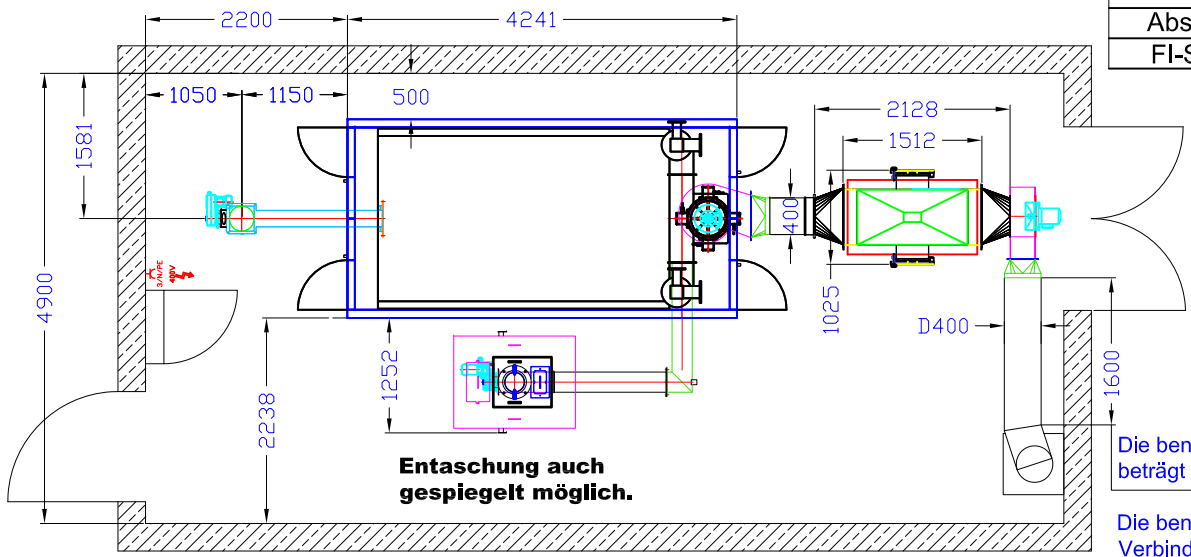 2200
4241
Abs
FI-S
1050
1150
500
2128
1512
1581
400
3/N/PE
400V
4900
1025
D400
1252
1600
2238
Entaschung auch
gespiegelt möglich.
Die ben
beträgt
Die ben
Verbind